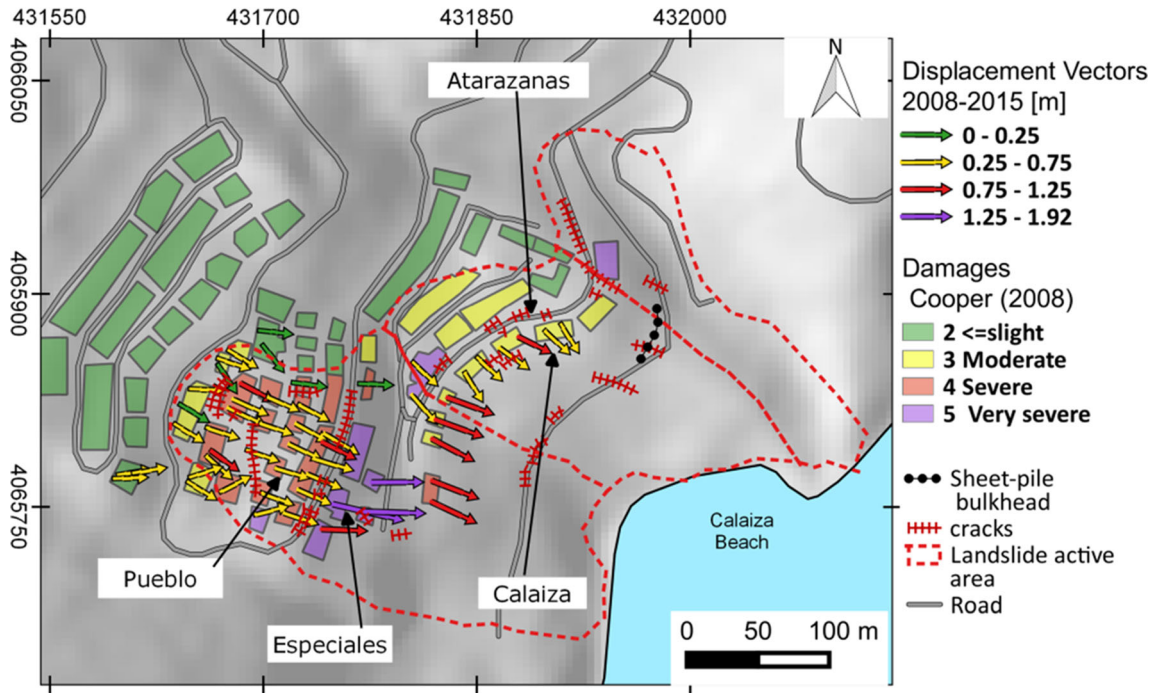 431550
431700
431850
432000
4066050
4065900
4065750
N
Atarazanas
Pueblo
Especiales
Calaiza
Calaiza
Beach
0 50 100 m
Displacement Vectors
2008-2015 [m]
0 - 0.25
0.25 - 0.75
0.75 - 1.25
1.25 - 1.92
Damages
Cooper (2008)
2 <=slight
3 Moderate
4 Severe
5 Very severe
Sheet-pile
bulkhead
cracks
Landslide active
area
Road